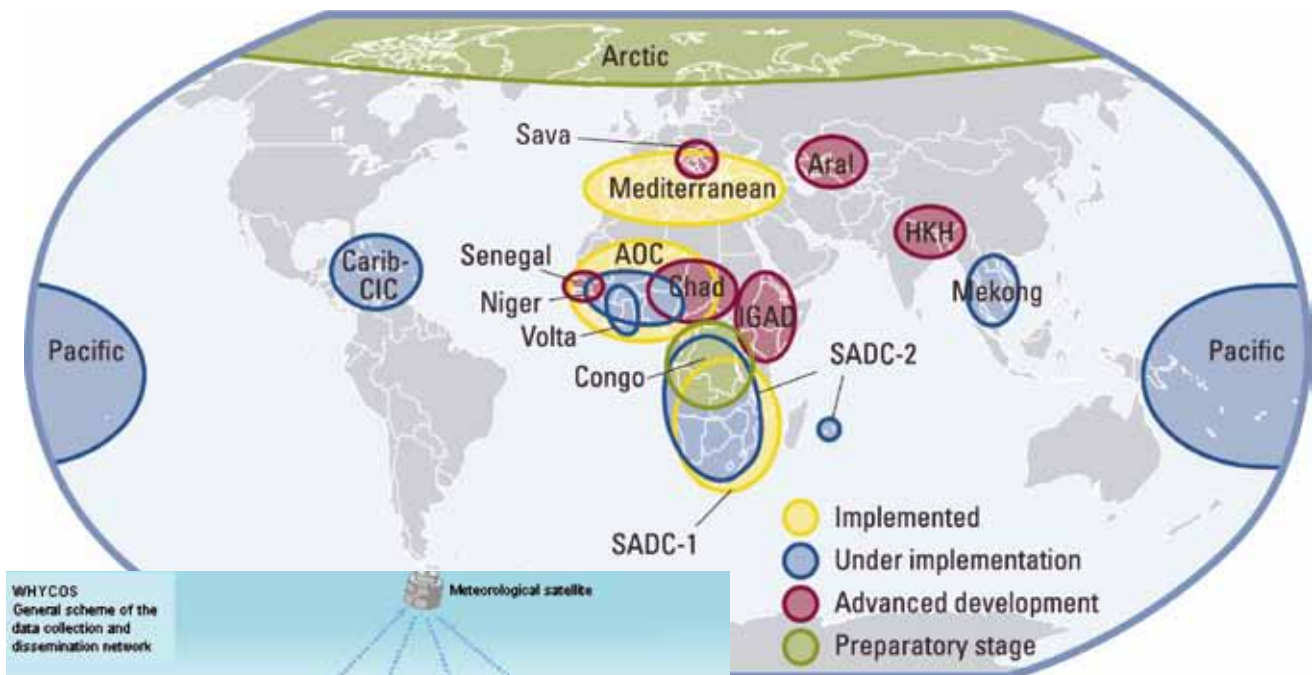 Arctic
Sava
Aral
Mediterranean
HKH
Carib-
CIC
AOC
Senegal
Chad
Niger
IGAD
Mekong
Volta
Pacific
Pacific
Congo
SADC-2
SADC-1
Implemented
Under implementation
Advanced development
Preparatory stage
WHYCOS
General scheme of the
data collection and
dissemination network
Meteorological satellite